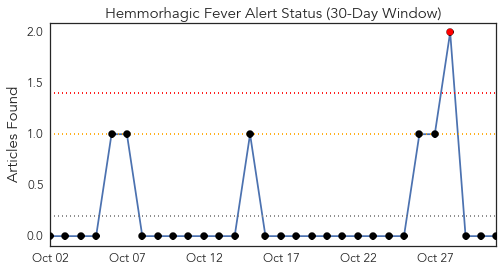 Hemmorhagic Fever Alert Status (30-Day Window)
Articles Found
2.0
1.5
1.0
0.5
0.0
Oct 02
Oct 07
Oct 12
Oct 17
Oct 22
Oct 27